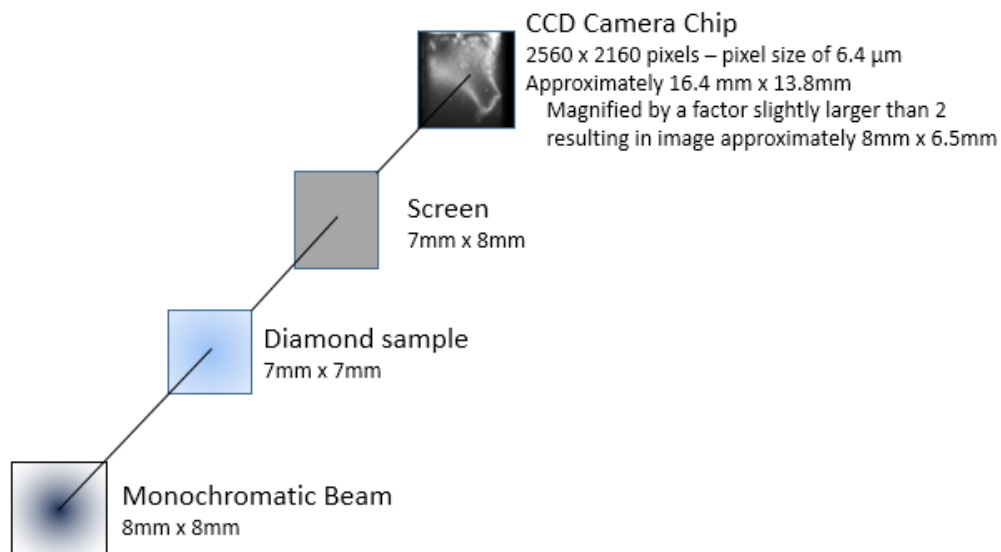 CCD Camera Chip
2560 x 2160 pixels – pixel size of 6.4 µm
Approximately 16.4 mm x 13.8mm
Magnified by a factor slightly larger than 2
resulting in image approximately 8mm x 6.5mm
Screen
7mm x 8mm
Diamond sample
7mm x 7mm
Monochromatic Beam
8mm x 8mm